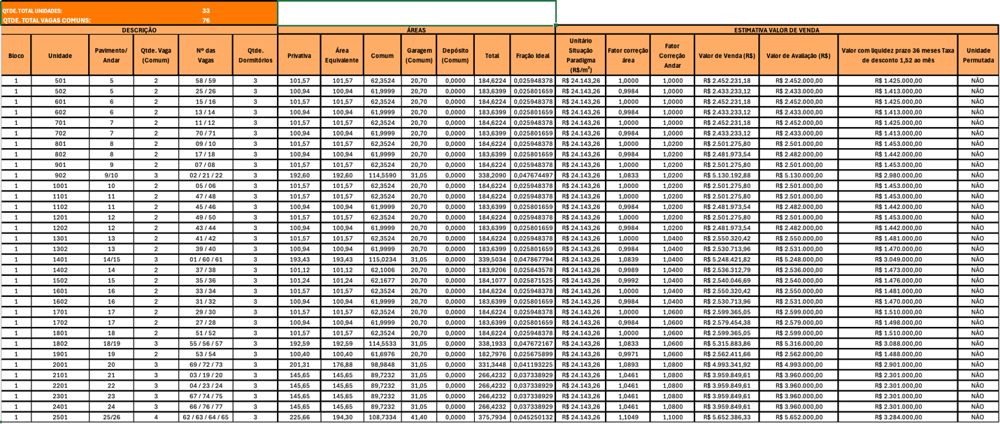 QTDE. TOTAL UNIDADES: 33
QTDE. TOTAL VAGAS COMUNS: 76
DESCRIÇÃO ÁREAS ESTIMATIVA VALOR DE VENDA
Bloco Unidade Pavimento/ Andar Qtde. Vaga (Comum) Nº das Vagas Qtde. Dormitórios Privativa Área Equivalente Comum Garagem (Comum) Depósito (Comum) Total Fração Ideal Unitário Situação Paradigma (R$/m²) Fator correção área Fator Correção Andar Valor de Venda (R$) Valor de Avaliação (R$) Valor com liquidez prazo 36 meses Taxa de desconto 1,52 ao mês Unidade Permutada
1 501 5 2 58 / 59 3 101,57 101,57 62,3524 20,70 0,0000 184,6224 0,025948378 R$ 24.143,26 1,0000 1,0000 R$ 2.452.231,18 R$ 2.452.000,00 R$ 1.425.000,00 NÃO
1 502 5 2 25 / 26 3 100,94 100,94 61,9999 20,70 0,0000 183,6399 0,025801659 R$ 24.143,26 0,9984 1,0000 R$ 2.433.233,12 R$ 2.433.000,00 R$ 1.413.000,00 NÃO
1 601 6 2 15 / 16 3 101,57 101,57 62,3524 20,70 0,0000 184,6224 0,025948378 R$ 24.143,26 1,0000 1,0000 R$ 2.452.231,18 R$ 2.452.000,00 R$ 1.425.000,00 NÃO
1 602 6 2 13 / 14 3 100,94 100,94 61,9999 20,70 0,0000 183,6399 0,025801659 R$ 24.143,26 0,9984 1,0000 R$ 2.433.233,12 R$ 2.433.000,00 R$ 1.413.000,00 NÃO
1 701 7 2 11 / 12 3 101,57 101,57 62,3524 20,70 0,0000 184,6224 0,025948378 R$ 24.143,26 1,0000 1,0000 R$ 2.452.231,18 R$ 2.452.000,00 R$ 1.425.000,00 NÃO
1 702 7 2 70 / 71 3 100,94 100,94 61,9999 20,70 0,0000 183,6399 0,025801659 R$ 24.143,26 0,9984 1,0000 R$ 2.433.233,12 R$ 2.433.000,00 R$ 1.413.000,00 NÃO
1 801 8 2 09 / 10 3 101,57 101,57 62,3524 20,70 0,0000 184,6224 0,025948378 R$ 24.143,26 1,0000 1,0200 R$ 2.501.275,80 R$ 2.501.000,00 R$ 1.453.000,00 NÃO
1 802 8 2 17 / 18 3 100,94 100,94 61,9999 20,70 0,0000 183,6399 0,025801659 R$ 24.143,26 0,9984 1,0200 R$ 2.481.973,54 R$ 2.482.000,00 R$ 1.442.000,00 NÃO
1 901 9 2 07 / 08 3 101,57 101,57 62,3524 20,70 0,0000 184,6224 0,025948378 R$ 24.143,26 1,0000 1,0200 R$ 2.501.275,80 R$ 2.501.000,00 R$ 1.453.000,00 NÃO
1 902 9/10 3 02 / 21 / 22 3 192,60 192,60 114,5590 31,05 0,0000 338,2090 0,047674497 R$ 24.143,26 1,0833 1,0200 R$ 5.130.192,88 R$ 5.130.000,00 R$ 2.980.000,00 NÃO
1 1001 10 2 05 / 06 3 101,57 101,57 62,3524 20,70 0,0000 184,6224 0,025948378 R$ 24.143,26 1,0000 1,0200 R$ 2.501.275,80 R$ 2.501.000,00 R$ 1.453.000,00 NÃO
1 1101 11 2 47 / 48 3 101,57 101,57 62,3524 20,70 0,0000 184,6224 0,025948378 R$ 24.143,26 1,0000 1,0200 R$ 2.501.275,80 R$ 2.501.000,00 R$ 1.453.000,00 NÃO
1 1102 11 2 45 / 46 3 100,94 100,94 61,9999 20,70 0,0000 183,6399 0,025801659 R$ 24.143,26 0,9984 1,0200 R$ 2.481.973,54 R$ 2.482.000,00 R$ 1.442.000,00 NÃO
1 1201 12 2 49 / 50 3 101,57 101,57 62,3524 20,70 0,0000 184,6224 0,025948378 R$ 24.143,26 1,0000 1,0200 R$ 2.501.275,80 R$ 2.501.000,00 R$ 1.453.000,00 NÃO
1 1202 12 2 43 / 44 3 100,94 100,94 61,9999 20,70 0,0000 183,6399 0,025801659 R$ 24.143,26 0,9984 1,0200 R$ 2.481.973,54 R$ 2.482.000,00 R$ 1.442.000,00 NÃO
1 1301 13 2 41 / 42 3 101,57 101,57 62,3524 20,70 0,0000 184,6224 0,025948378 R$ 24.143,26 1,0000 1,0400 R$ 2.550.320,42 R$ 2.550.000,00 R$ 1.481.000,00 NÃO
1 1302 13 2 39 / 40 3 100,94 100,94 61,9999 20,70 0,0000 183,6399 0,025801659 R$ 24.143,26 0,9984 1,0400 R$ 2.530.713,96 R$ 2.531.000,00 R$ 1.470.000,00 NÃO
1 1401 14/15 3 01 / 60 / 61 3 193,43 193,43 115,0234 31,05 0,0000 339,5034 0,047867794 R$ 24.143,26 1,0839 1,0400 R$ 5.248.421,82 R$ 5.248.000,00 R$ 3.049.000,00 NÃO
1 1402 14 2 37 / 38 3 101,12 101,12 62,1006 20,70 0,0000 183,9206 0,025843578 R$ 24.143,26 0,9989 1,0400 R$ 2.536.312,79 R$ 2.536.000,00 R$ 1.473.000,00 NÃO
1 1502 15 2 35 / 36 3 101,24 101,24 62,1677 20,70 0,0000 184,1077 0,025871525 R$ 24.143,26 0,9992 1,0400 R$ 2.540.046,69 R$ 2.540.000,00 R$ 1.476.000,00 NÃO
1 1601 16 2 33 / 34 3 101,57 101,57 62,3524 20,70 0,0000 184,6224 0,025948378 R$ 24.143,26 1,0000 1,0400 R$ 2.550.320,42 R$ 2.550.000,00 R$ 1.481.000,00 NÃO
1 1602 16 2 31 / 32 3 100,94 100,94 61,9999 20,70 0,0000 183,6399 0,025801659 R$ 24.143,26 0,9984 1,0400 R$ 2.530.713,96 R$ 2.531.000,00 R$ 1.470.000,00 NÃO
1 1701 17 2 29 / 30 3 101,57 101,57 62,3524 20,70 0,0000 184,6224 0,025948378 R$ 24.143,26 1,0000 1,0600 R$ 2.599.365,05 R$ 2.599.000,00 R$ 1.510.000,00 NÃO
1 1702 17 2 27 / 28 3 100,94 100,94 61,9999 20,70 0,0000 183,6399 0,025801659 R$ 24.143,26 0,9984 1,0600 R$ 2.579.454,38 R$ 2.579.000,00 R$ 1.498.000,00 NÃO
1 1801 18 2 51 / 52 3 101,57 101,57 62,3524 20,70 0,0000 184,6224 0,025948378 R$ 24.143,26 1,0000 1,0600 R$ 2.599.365,05 R$ 2.599.000,00 R$ 1.510.000,00 NÃO
1 1802 18/19 3 55 / 56 / 57 3 192,59 192,59 114,5533 31,05 0,0000 338,1933 0,047672167 R$ 24.143,26 1,0833 1,0600 R$ 5.315.883,86 R$ 5.316.000,00 R$ 3.088.000,00 NÃO
1 1901 19 2 53 / 54 3 100,40 100,40 61,6976 20,70 0,0000 182,7976 0,025675899 R$ 24.143,26 0,9971 1,0600 R$ 2.562.411,66 R$ 2.562.000,00 R$ 1.488.000,00 NÃO
1 2001 20 3 69 / 72 / 73 3 201,31 176,88 98,9848 31,05 0,0000 331,3448 0,041193225 R$ 24.143,26 1,0893 1,0800 R$ 4.993.341,92 R$ 4.993.000,00 R$ 2.901.000,00 NÃO
1 2101 21 3 03 / 19 / 20 3 145,65 145,65 89,7232 31,05 0,0000 266,4232 0,037338929 R$ 24.143,26 1,0461 1,0800 R$ 3.959.849,61 R$ 3.960.000,00 R$ 2.301.000,00 NÃO
1 2201 22 3 04 / 23 / 24 3 145,65 145,65 89,7232 31,05 0,0000 266,4232 0,037338929 R$ 24.143,26 1,0461 1,0800 R$ 3.959.849,61 R$ 3.960.000,00 R$ 2.301.000,00 NÃO
1 2301 23 3 67 / 74 / 75 3 145,65 145,65 89,7232 31,05 0,0000 266,4232 0,037338929 R$ 24.143,26 1,0461 1,0800 R$ 3.959.849,61 R$ 3.960.000,00 R$ 2.301.000,00 NÃO
1 2401 24 3 66 / 76 / 77 3 145,65 145,65 89,7232 31,05 0,0000 266,4232 0,037338929 R$ 24.143,26 1,0461 1,0800 R$ 3.959.849,61 R$ 3.960.000,00 R$ 2.301.000,00 NÃO
1 2501 25/26 4 62 / 63 / 64 / 65 3 225,66 194,30 108,7334 41,40 0,0000 375,7934 0,045250132 R$ 24.143,26 1,1049 1,1000 R$ 5.652.386,33 R$ 5.652.000,00 R$ 3.284.000,00 NÃO